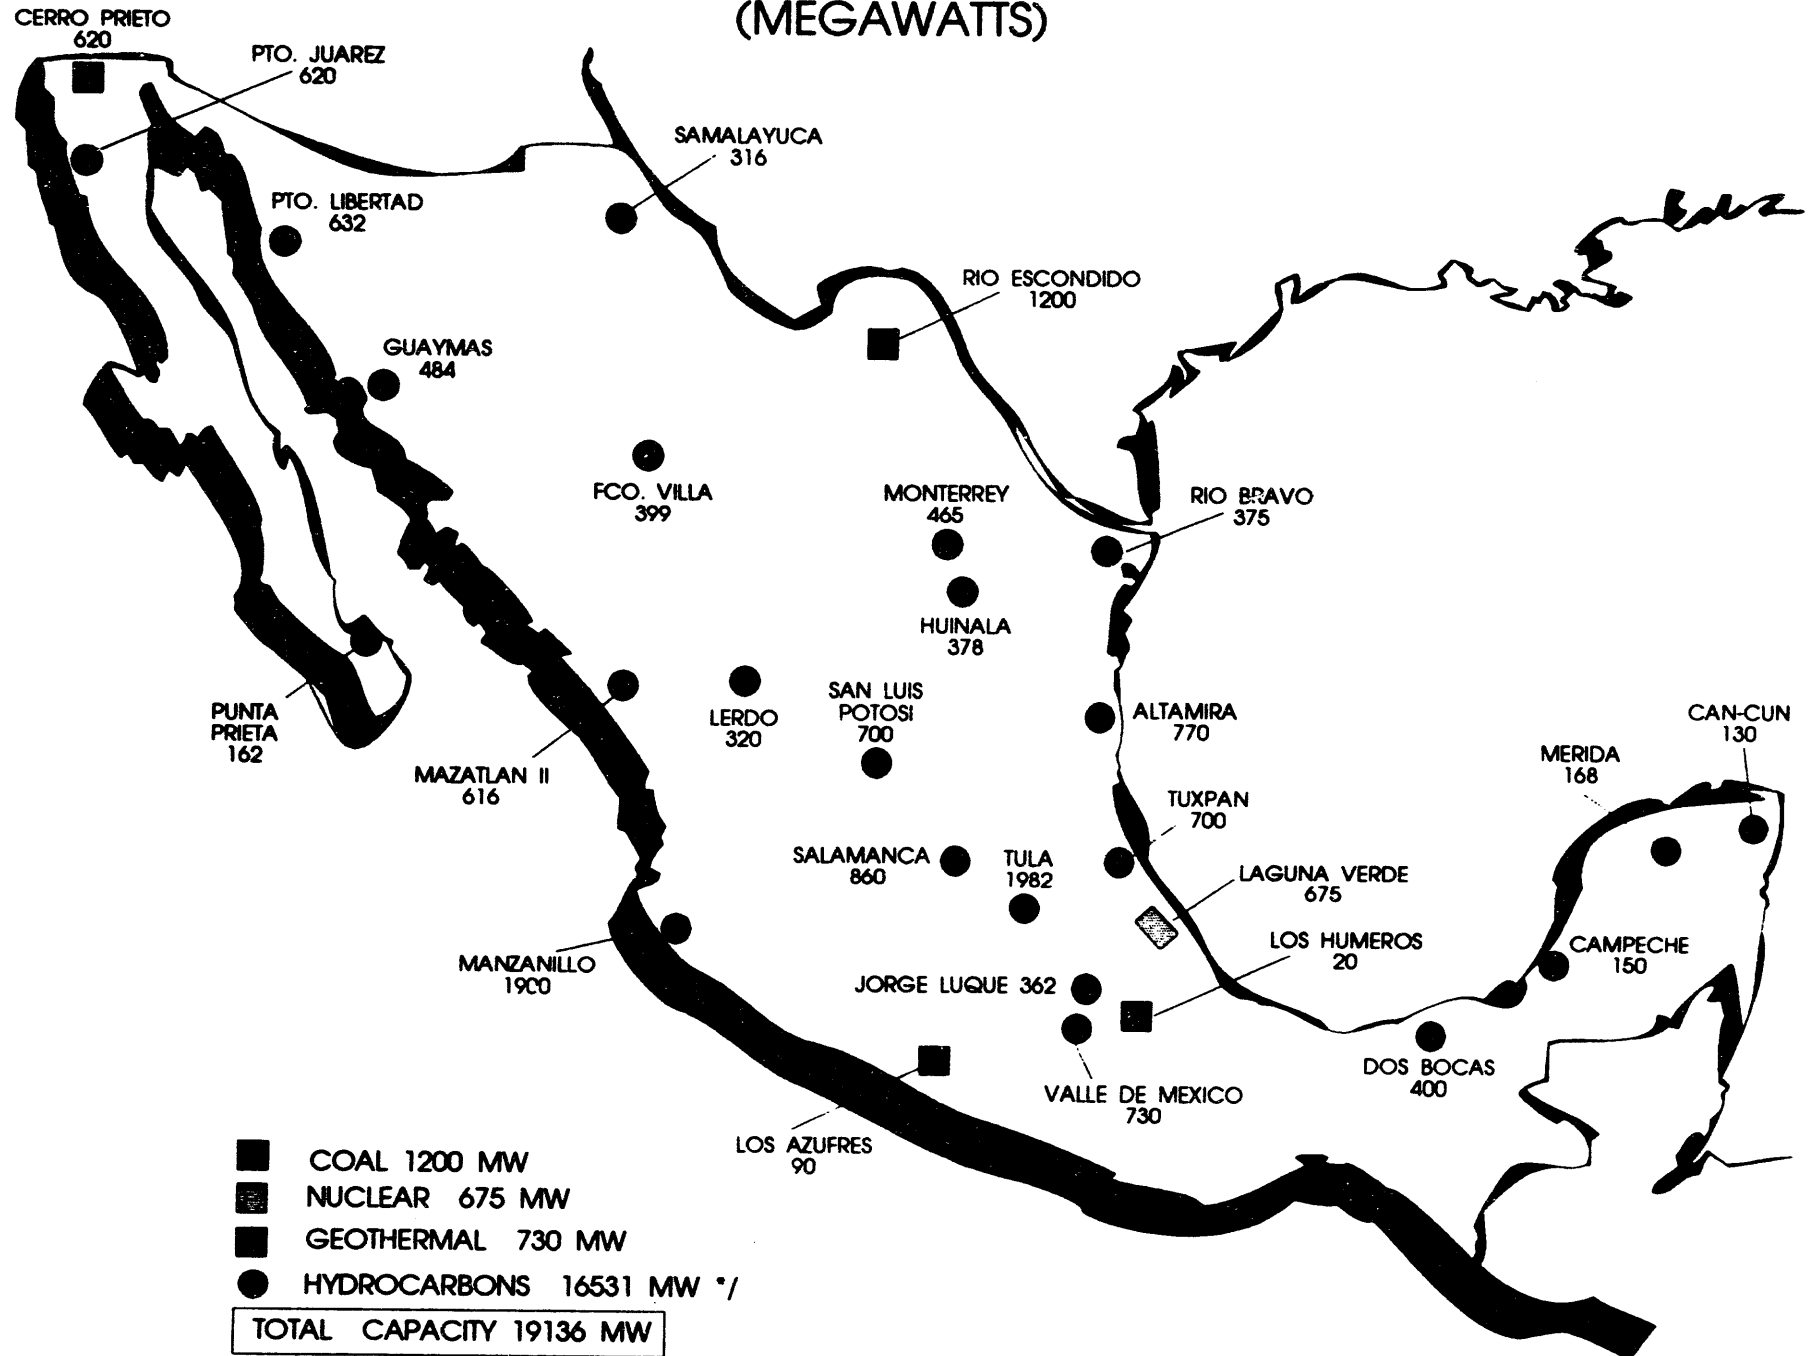 (MEGAWATTS)
CERRO PRIETO
620
PTO. JUAREZ
620
SAMALAYUCA
316
PTO. LIBERTAD
632
RIO ESCONDIDO
1200
GUAYMAS
484
FCO. VILLA
399
MONTERREY
465
RIO BRAVO
375
HUINALA
378
PUNTA
PRIETA
162
MAZATLAN II
616
LERDO
320
SAN LUIS
POTOSI
700
ALTAMIRA
770
CAN-CUN
130
MERIDA
168
TUXPAN
700
SALAMANCA
860
TULA
1982
LAGUNA VERDE
675
LOS HUMEROS
20
CAMPECHE
150
MANZANILLO
1900
JORGE LUQUE 362
DOS BOCAS
400
VALLE DE MEXICO
730
LOS AZUFRES
90
COAL 1200 MW
NUCLEAR 675 MW
GEOTHERMAL 730 MW
HYDROCARBONS 16531 MW */
TOTAL CAPACITY 19136 MW